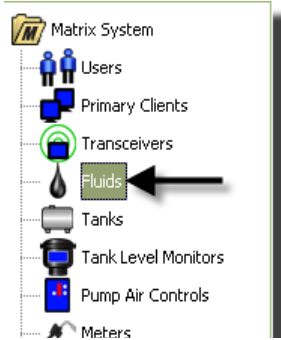 Matrix System
Users
Primary Clients
Transceivers
Fluids
Tanks
Tank Level Monitors
Pump Air Controls
Meters